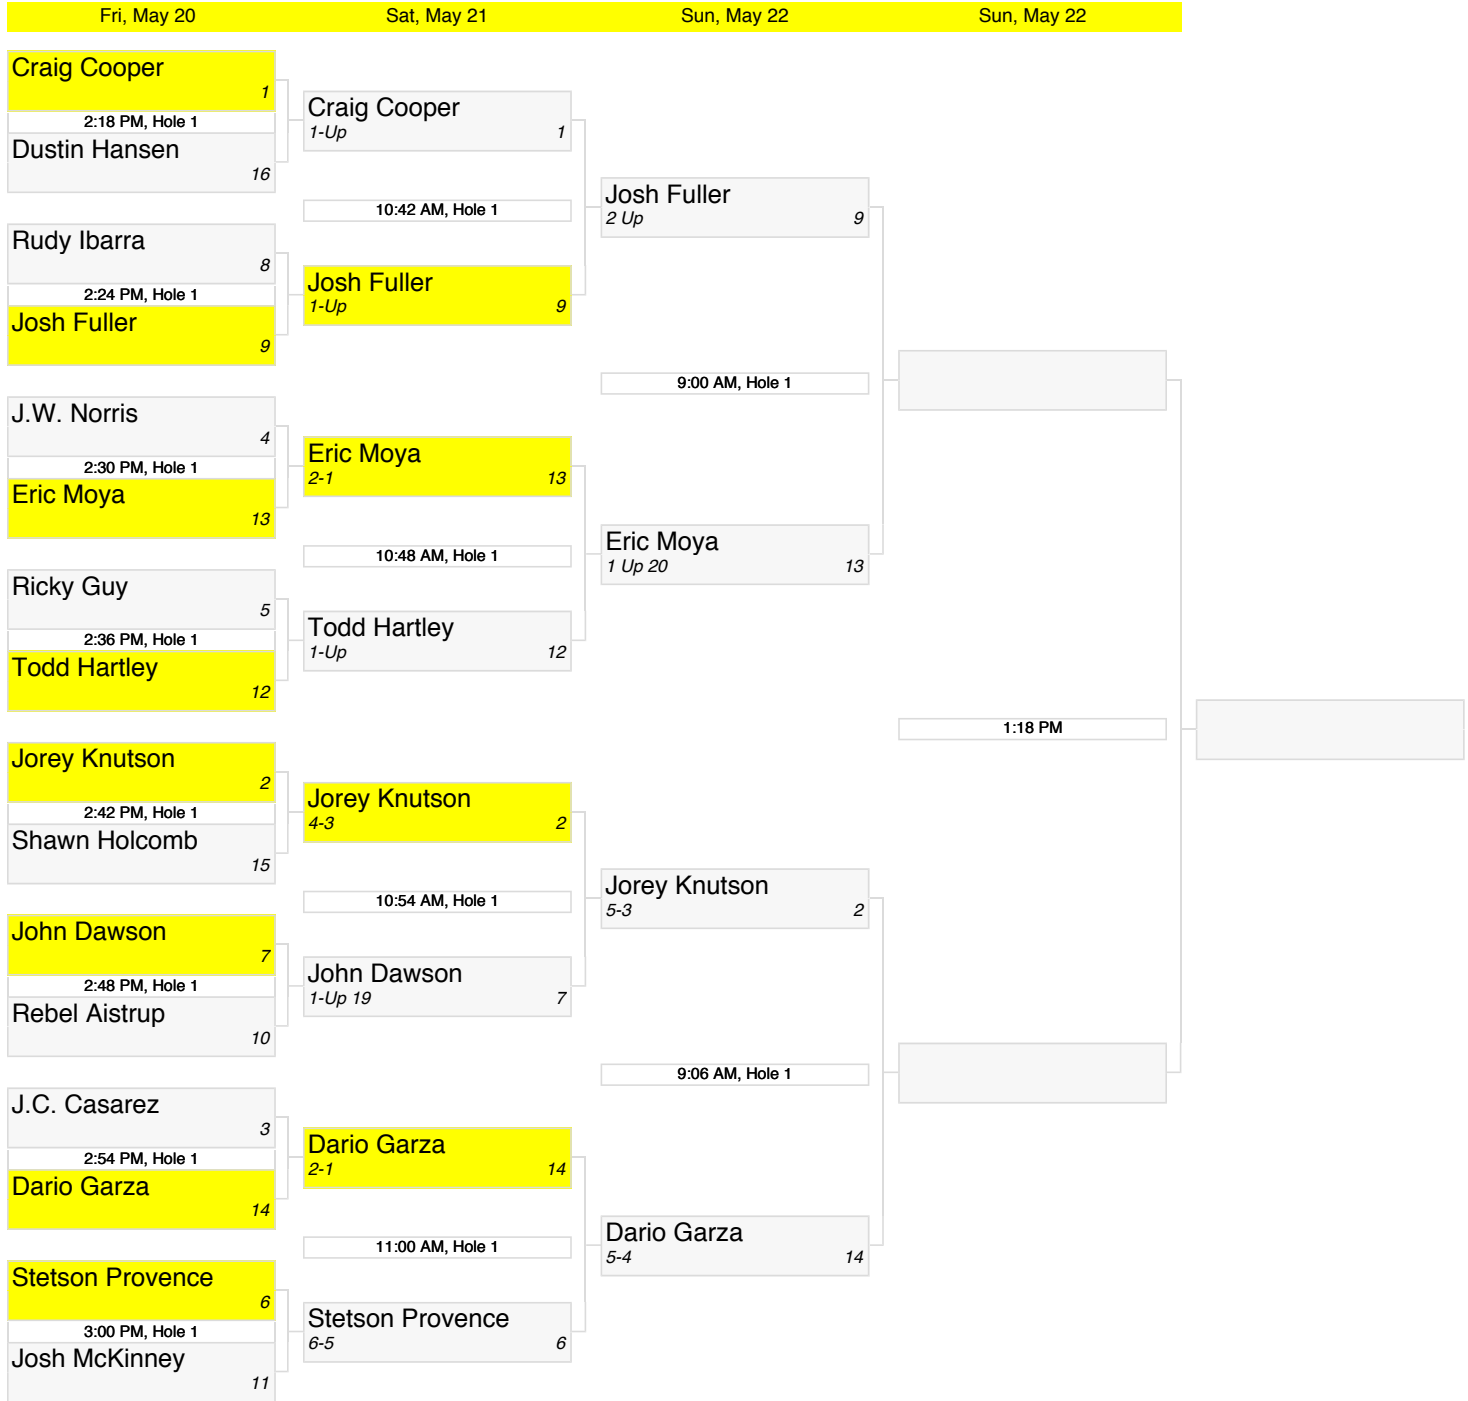 Fri, May 20
Sat, May 21
Sun, May 22
Sun, May 22
Craig Cooper
1
2:18 PM, Hole 1
Dustin Hansen
16
Rudy Ibarra
8
2:24 PM, Hole 1
Josh Fuller
9
J.W. Norris
4
2:30 PM, Hole 1
Eric Moya
13
Ricky Guy
5
2:36 PM, Hole 1
Todd Hartley
12
Jorey Knutson
2
2:42 PM, Hole 1
Shawn Holcomb
15
John Dawson
7
2:48 PM, Hole 1
Rebel Aistrup
10
J.C. Casarez
3
2:54 PM, Hole 1
Dario Garza
14
Stetson Provence
6
3:00 PM, Hole 1
Josh McKinney
11
Craig Cooper
1-Up 1
10:42 AM, Hole 1
Josh Fuller
1-Up 9
Eric Moya
2-1 13
10:48 AM, Hole 1
Todd Hartley
1-Up 12
Jorey Knutson
4-3 2
10:54 AM, Hole 1
John Dawson
1-Up 19 7
Dario Garza
2-1 14
11:00 AM, Hole 1
Stetson Provence
6-5 6
Josh Fuller
2 Up 9
9:00 AM, Hole 1
Eric Moya
1 Up 20 13
Jorey Knutson
5-3 2
9:06 AM, Hole 1
Dario Garza
5-4 14
1:18 PM